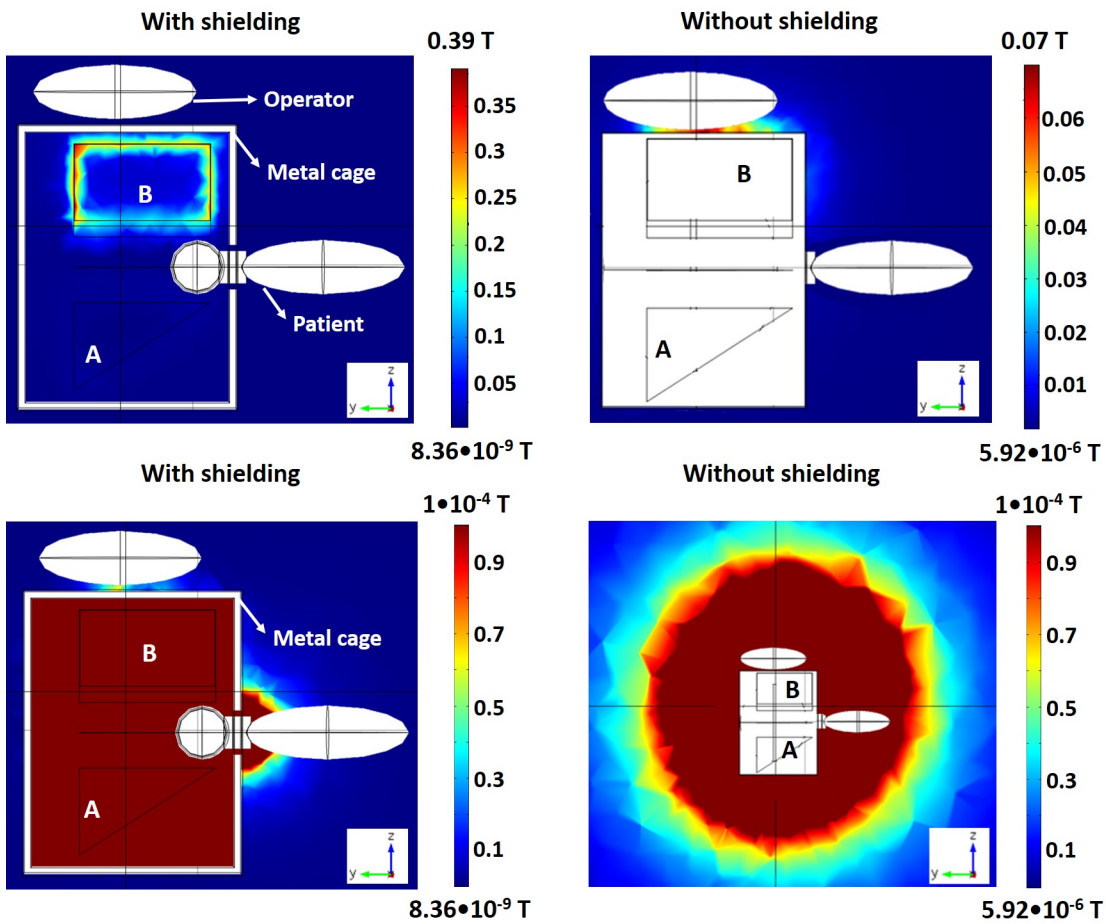 With shielding
0.39 T
0.35
0.3
0.25
0.2
0.15
0.1
0.05
8.36•10⁻⁹ T
Operator
Metal cage
B
Patient
A
z
y
Without shielding
0.07 T
0.06
0.05
0.04
0.03
0.02
0.01
5.92•10⁻⁶ T
B
A
z
y
With shielding
1•10⁻⁴ T
0.9
0.7
0.5
0.3
0.1
8.36•10⁻⁹ T
Metal cage
B
A
z
y
Without shielding
1•10⁻⁴ T
0.9
0.7
0.5
0.3
0.1
5.92•10⁻⁶ T
B
A
z
y